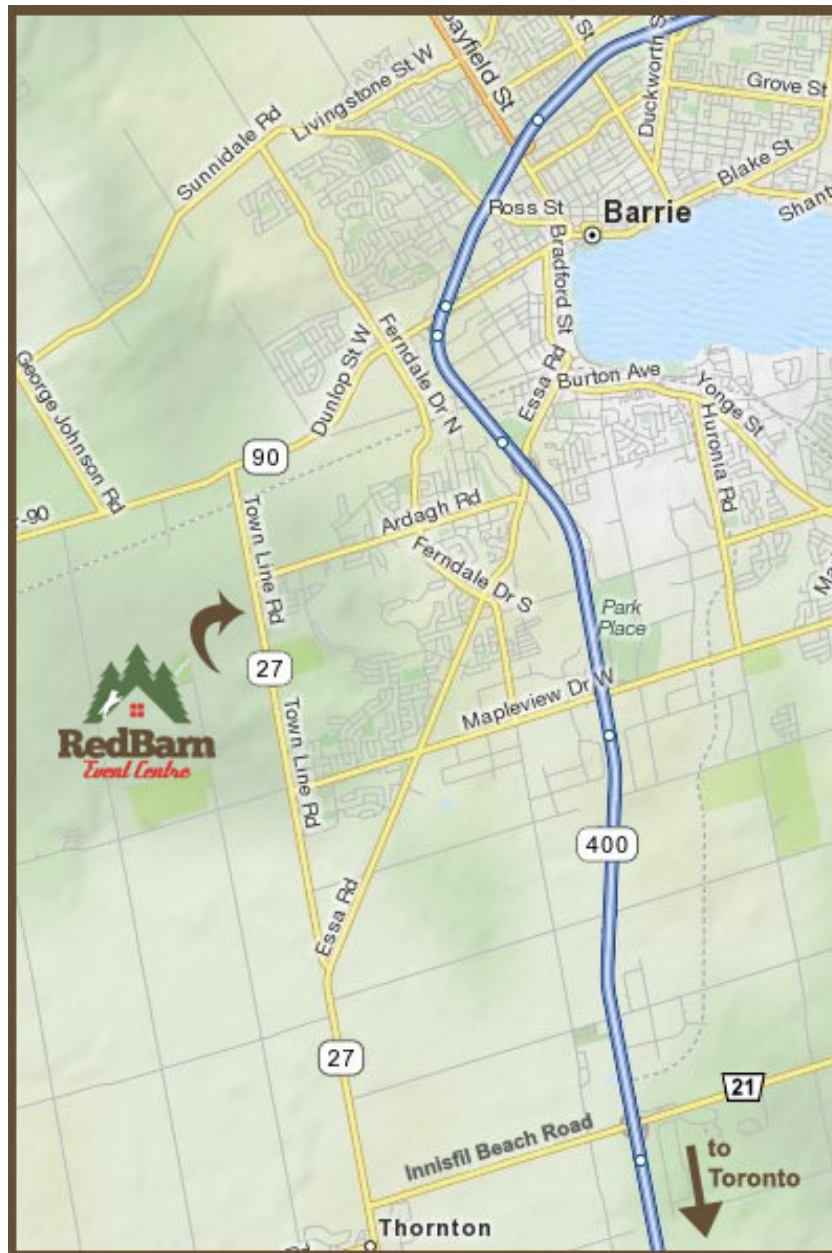 Bayfield St
Livingstone St W
Sunnidale Rd
Duckworth S
Grove St
Blake St
Ross St
Barrie
Bradford St
George Johnson Rd
Dunlop St W
Ferndale Dr N
Essa Rd
Burton Ave
Yonge St
Huronia Rd
90
-90
Town Line Rd
Ardagh Rd
Ferndale Dr S
Park
Place
27
RedBarn
Event Centre
Mapleview Dr W
Town Line Rd
400
Essa Rd
27
21
Innisfil Beach Road
to
Toronto
Thornton